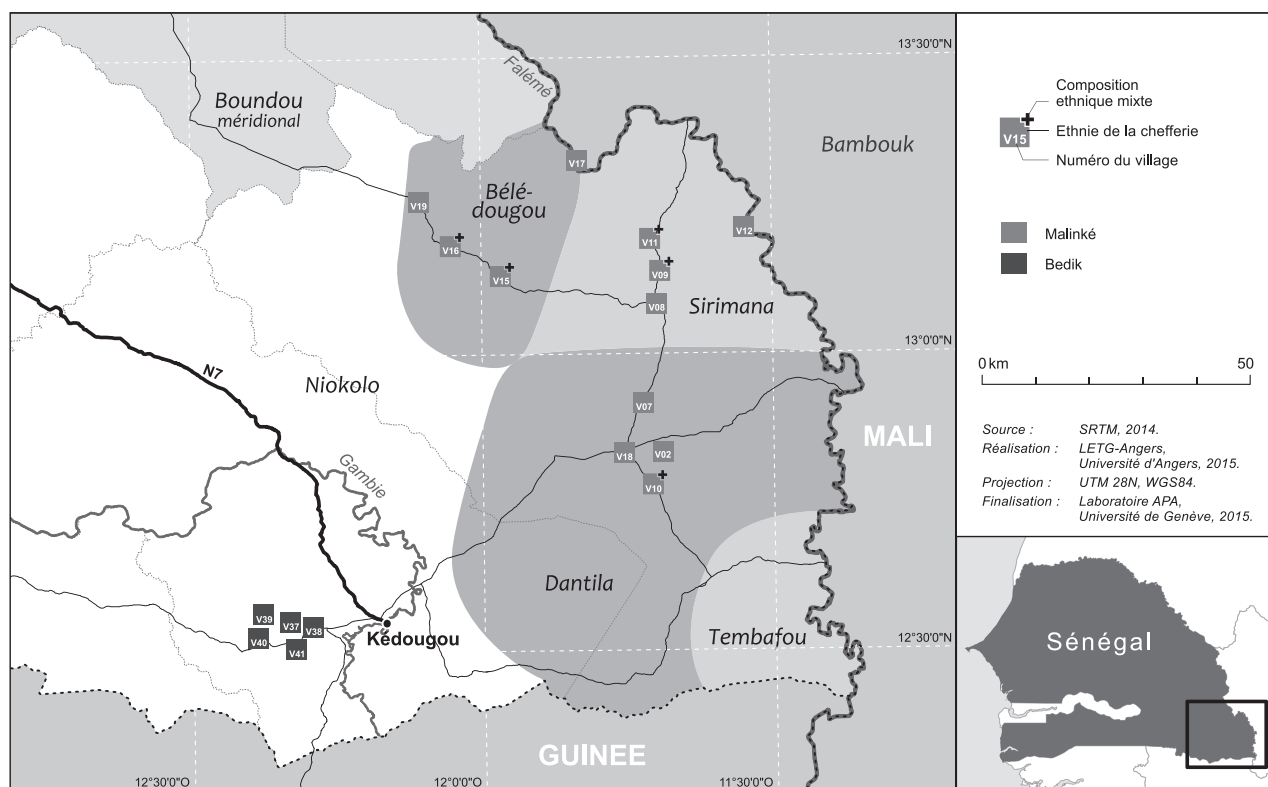 Boundou
méridional
Falémé
13°30'0"N
Bambouk
V17
Bélé-
dougou
V19
V16
V15
V11
V12
V09
V08
Sirimana
13°0'0"N
N7
Niokolo
V07
MALI
V18
V02
V10
Gambie
Dantila
V39
V37
V38
V40
V41
Kédougou
Tembafou
12°30'0"N
GUINEE
12°30'0"O
12°0'0"O
11°30'0"O
Composition
ethnique mixte
Ethnie de la chefferie
V15
Numéro du village
Malinké
Bedik
0 km
50
Source : SRTM, 2014.
Réalisation : LETG-Angers,
Université d'Angers, 2015.
Projection : UTM 28N, WGS84.
Finalisation : Laboratoire APA,
Université de Genève, 2015.
Sénégal